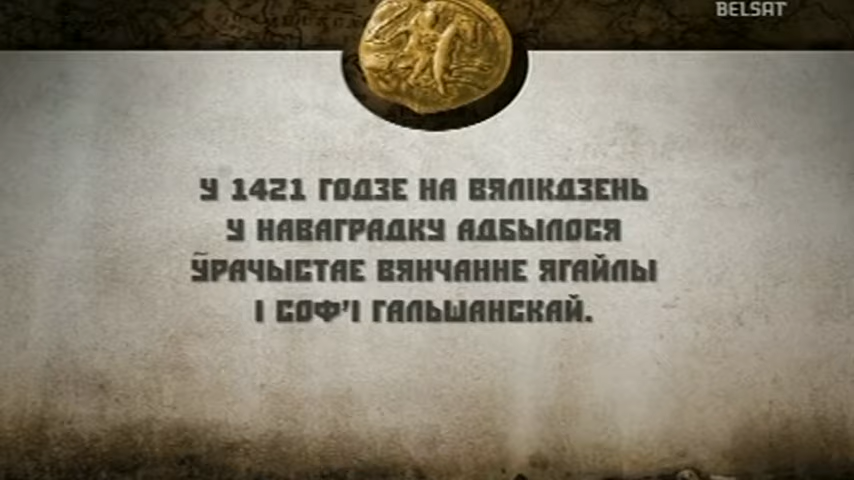 BELSAT
У 1421 ГОДЗЕ НА ВЯЛІКДЗЕНЬ
У НАВАГРАДКУ АДБЫЛОСЯ
ЎРАЧЫСТАЕ ВЯНЧАННЕ ЯГАЙЛЫ
І СОФ'І ГАЛЬШАНСКАЙ.